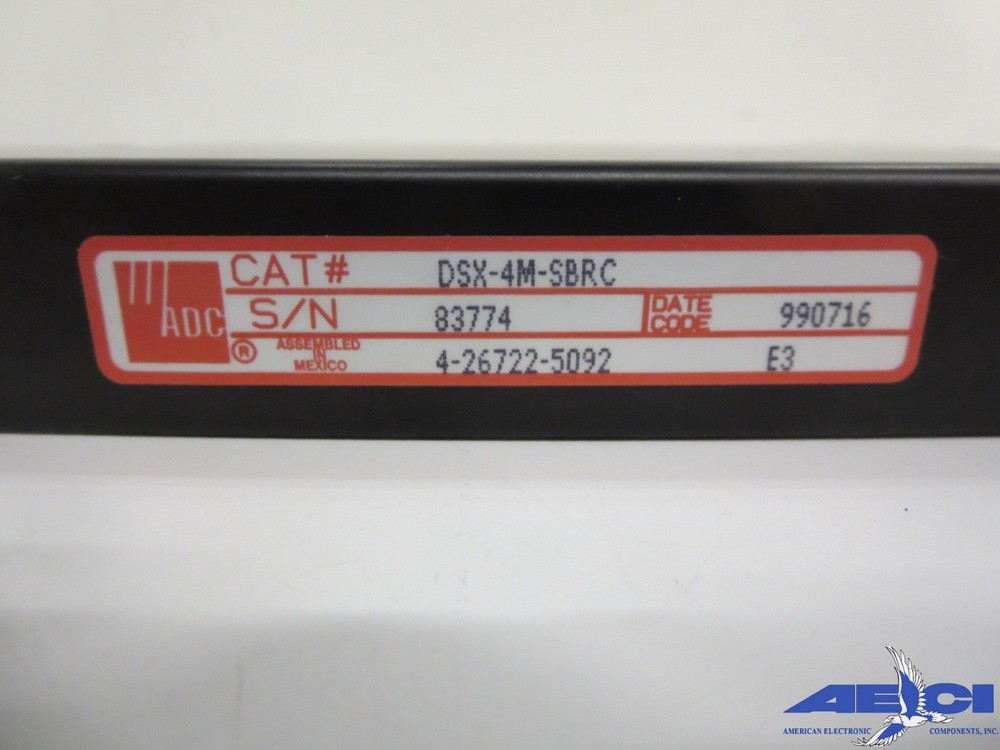 ADC
®
CAT# DSX-4M-SBRC
S/N 83774 DATE CODE 990716
ASSEMBLED IN MEXICO 4-26722-5092 E3
AECI
AMERICAN ELECTRONIC COMPONENTS, INC.